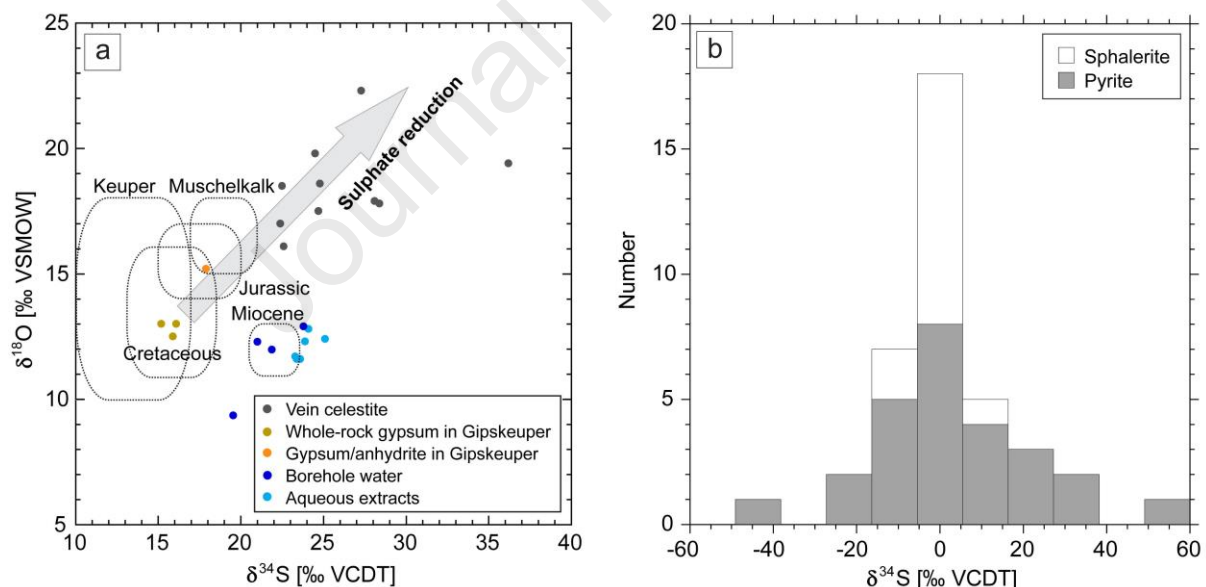 a
25
20
15
10
5
10
15
20
25
30
35
40
δ18O [‰ VSMOW]
δ34S [‰ VCDT]
Keuper
Muschelkalk
Sulphate reduction
Jurassic
Miocene
Cretaceous
Vein celestite
Whole-rock gypsum in Gipskeuper
Gypsum/anhydrite in Gipskeuper
Borehole water
Aqueous extracts
Journal
b
20
15
10
5
0
-60
-40
-20
0
20
40
60
Number
δ34S [‰ VCDT]
Sphalerite
Pyrite